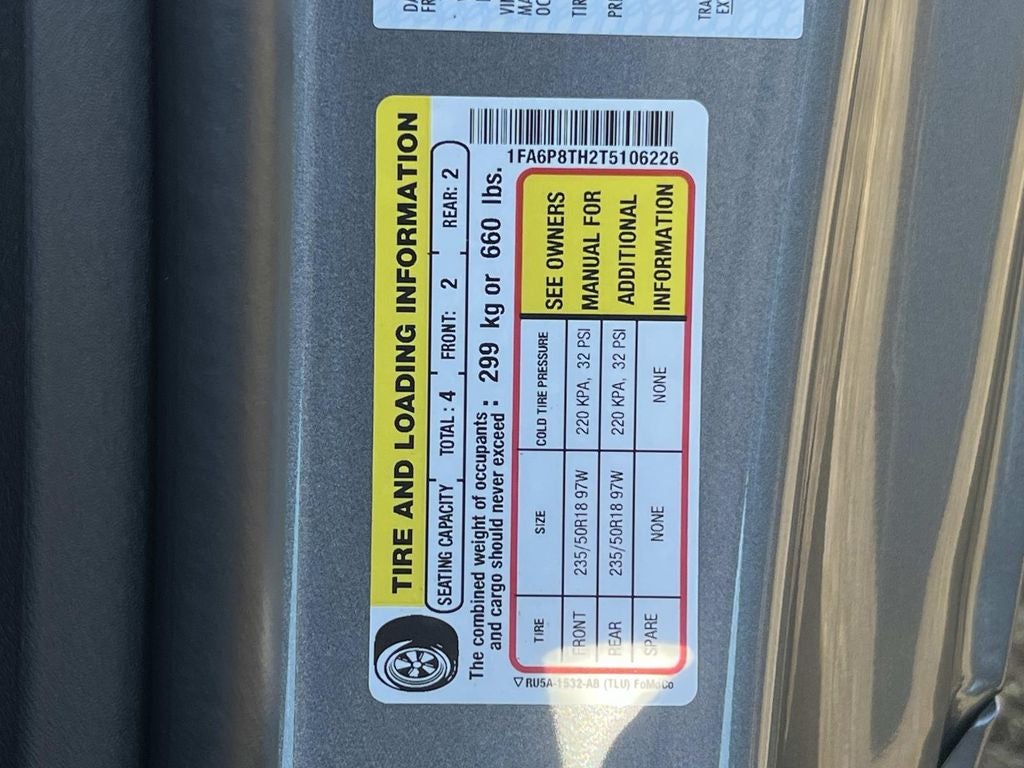 TIRE AND LOADING INFORMATION
SEATING CAPACITY TOTAL: 4 FRONT: 2 REAR: 2
The combined weight of occupants
and cargo should never exceed : 299 kg or 660 lbs.
1FA6P8TH2T5106226
TIRE SIZE COLD TIRE PRESSURE
FRONT 235/50R18 97W 220 KPA, 32 PSI
REAR 235/50R18 97W 220 KPA, 32 PSI
SPARE NONE NONE
SEE OWNERS
MANUAL FOR
ADDITIONAL
INFORMATION
RU5A-1532-AB (TLU) FoMoCo